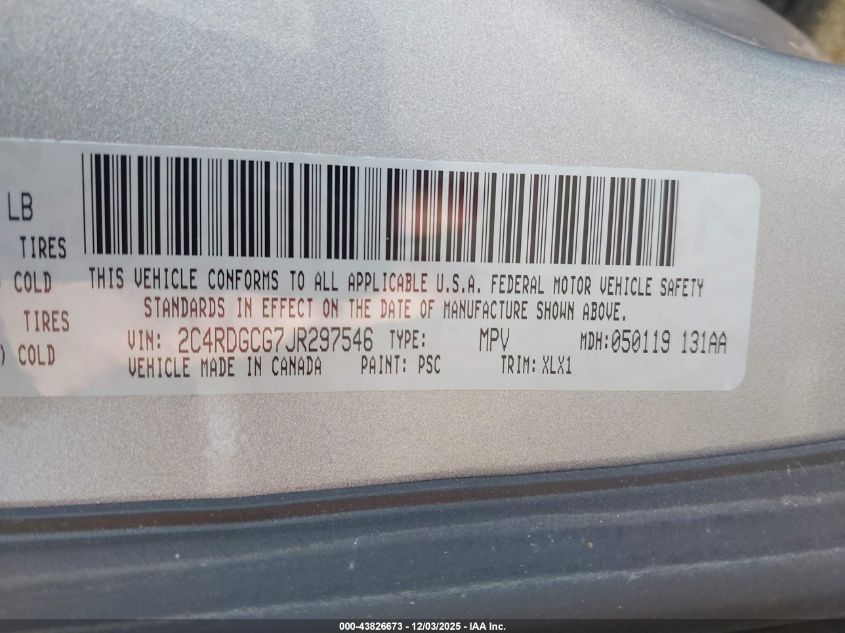 LB
TIRES
COLD THIS VEHICLE CONFORMS TO ALL APPLICABLE U.S.A. FEDERAL MOTOR VEHICLE SAFETY
STANDARDS IN EFFECT ON THE DATE OF MANUFACTURE SHOWN ABOVE.
TIRES
VIN: 2C4RDGCG7JR297546 TYPE: MPV MDH:050119 131AA
) COLD
VEHICLE MADE IN CANADA PAINT: PSC TRIM: XLX1
000-43826673 - 12/03/2025 - IAA Inc.